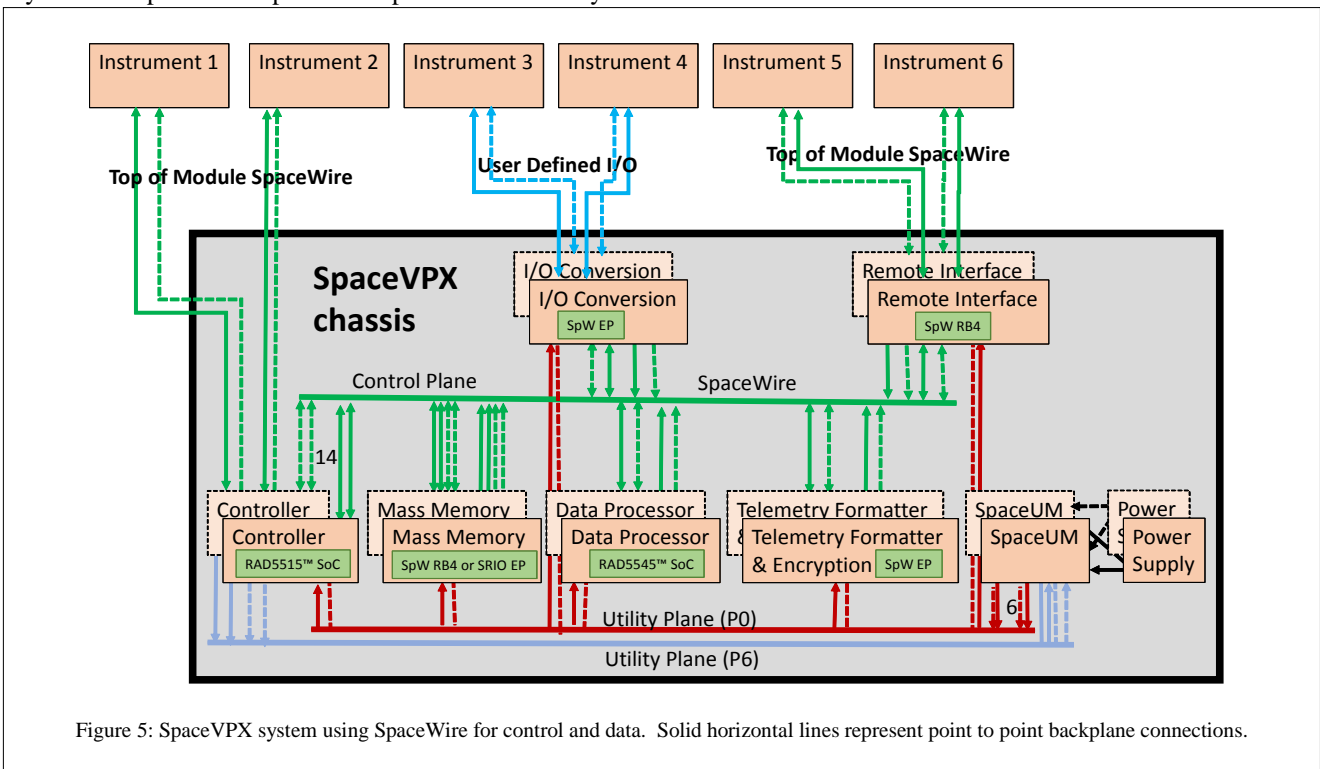 Instrument 1
Instrument 2
Instrument 3
Instrument 4
Instrument 5
Instrument 6
Top of Module SpaceWire
User Defined I/O
Top of Module SpaceWire
SpaceVPX
chassis
I/O Conversion
I/O Conversion
SpW EP
Remote Interface
Remote Interface
SpW RB4
Control Plane
SpaceWire
14
Controller
Controller
RAD5515™ SoC
Mass Memory
Mass Memory
SpW RB4 or SRIO EP
Data Processor
Data Processor
RAD5545™ SoC
Telemetry Formatter
&
Telemetry Formatter
& Encryption
SpW EP
SpaceUM
SpaceUM
Power
S
Power
Supply
6
Utility Plane (P0)
Utility Plane (P6)
Figure 5: SpaceVPX system using SpaceWire for control and data. Solid horizontal lines represent point to point backplane connections.